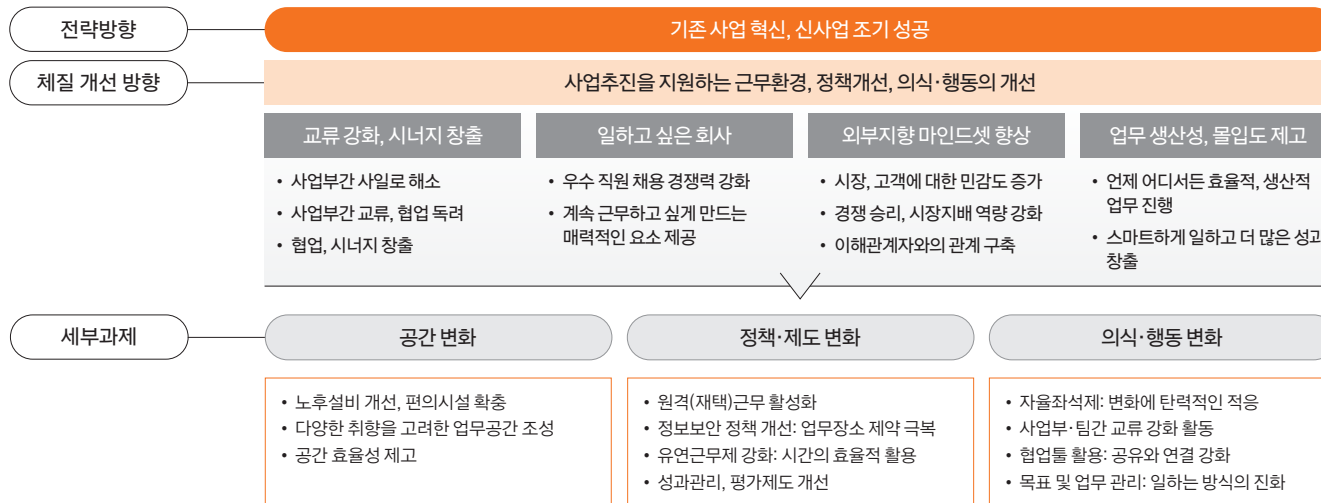 전략방향
기존 사업 혁신, 신사업 조기 성공
체질 개선 방향
사업추진을 지원하는 근무환경, 정책개선, 의식·행동의 개선
교류 강화, 시너지 창출
• 사업부간 사일로 해소
• 사업부간 교류, 협업 독려
• 협업, 시너지 창출
일하고 싶은 회사
• 우수 직원 채용 경쟁력 강화
• 계속 근무하고 싶게 만드는
매력적인 요소 제공
외부지향 마인드셋 향상
• 시장, 고객에 대한 민감도 증가
• 경쟁 승리, 시장지배 역량 강화
• 이해관계자와의 관계 구축
업무 생산성, 몰입도 제고
• 언제 어디서든 효율적, 생산적
업무 진행
• 스마트하게 일하고 더 많은 성과
창출
세부과제
공간 변화
• 노후설비 개선, 편의시설 확충
• 다양한 취향을 고려한 업무공간 조성
• 공간 효율성 제고
정책·제도 변화
• 원격(재택)근무 활성화
• 정보보안 정책 개선: 업무장소 제약 극복
• 유연근무제 강화: 시간의 효율적 활용
• 성과관리, 평가제도 개선
의식·행동 변화
• 자율좌석제: 변화에 탄력적인 적응
• 사업부·팀간 교류 강화 활동
• 협업툴 활용: 공유와 연결 강화
• 목표 및 업무 관리: 일하는 방식의 진화